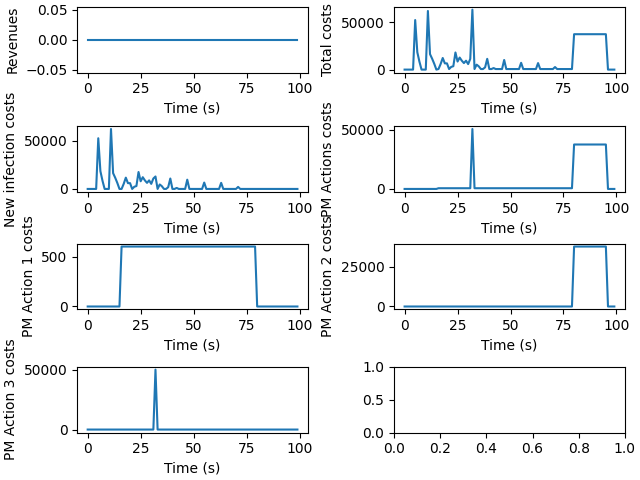 Revenues
0.05
0.00
−0.05
0 25 50 75 100
Time (s)
Total costs
50000
0
0 25 50 75 100
Time (s)
New infection costs
50000
0
0 25 50 75 100
Time (s)
PM Actions costs
50000
0
0 25 50 75 100
Time (s)
PM Action 1 costs
500
0
0 25 50 75 100
Time (s)
PM Action 2 costs
25000
0
0 25 50 75 100
Time (s)
PM Action 3 costs
50000
0
0 25 50 75 100
Time (s)
1.0
0.5
0.0
0.0 0.2 0.4 0.6 0.8 1.0